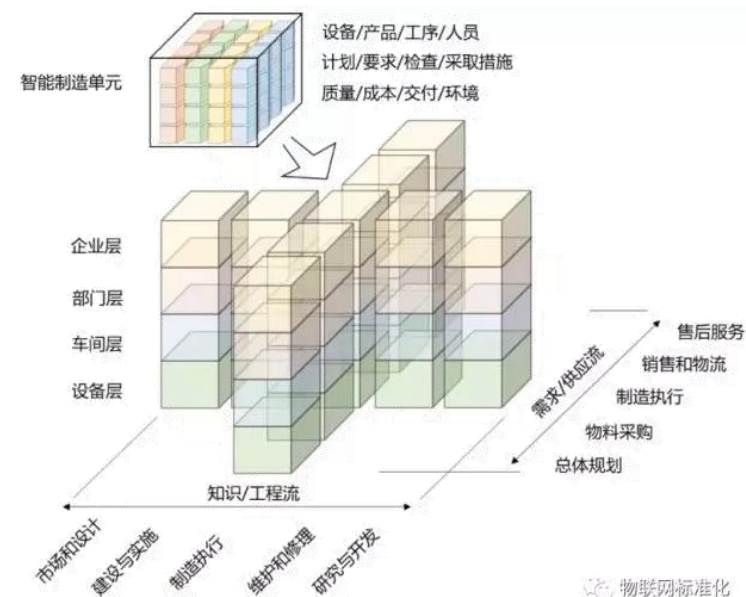 设备/产品/工序/人员
计划/要求/检查/采取措施
质量/成本/交付/环境
智能制造单元
企业层
部门层
车间层
设备层
售后服务
销售和物流
制造执行
物料采购
总体规划
需求/供应流
知识/工程流
市场和设计
建设与实施
制造执行
维护和修理
研究与开发
物联网标准化